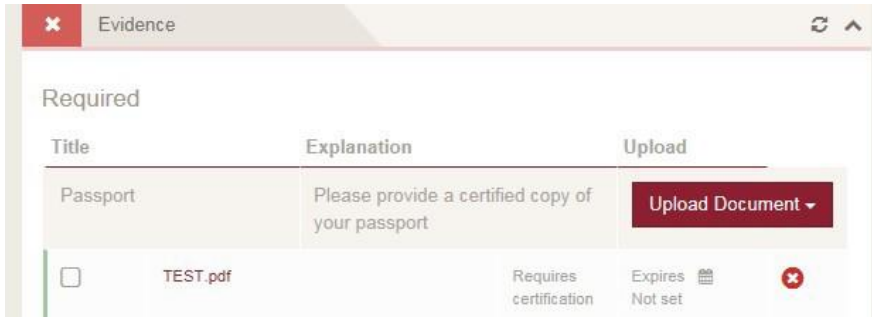 Evidence
Required
Title Explanation Upload
Passport Please provide a certified copy of your passport Upload Document
TEST.pdf Requires certification Expires Not set